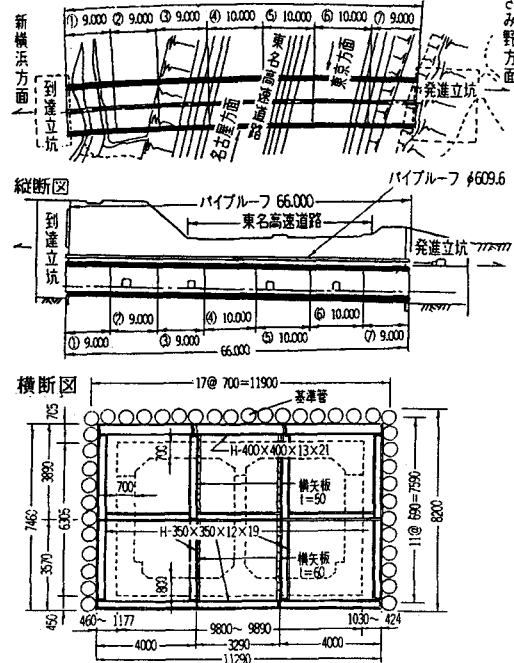 ① 9.000 ② 9.000 ③ 9.000 ④ 10.000 ⑤ 10.000 ⑥ 10.000 ⑦ 9.000
新横浜方面
到達立坑
名古屋方面
東名高速道路
東京方面
発進立坑
さみ野方面
縦断図
パイプルーフ φ609.6
パイプルーフ 66.000
東名高速道路
到達立坑
発進立坑
① 9.000 ② 9.000 ③ 9.000 ④ 10.000 ⑤ 10.000 ⑥ 10.000 ⑦ 9.000
66.000
横断図
17@ 700=11900
基準管
705
3890
7460
6305
3570
450
700
700
H-400×400×13×21
横矢板
t=50
H-350×350×12×19
横矢板
t=60
800
11@ 690=7590
8200
460~ 1177
9800~ 9890
1030~ 424
4000
3290
4000
11290